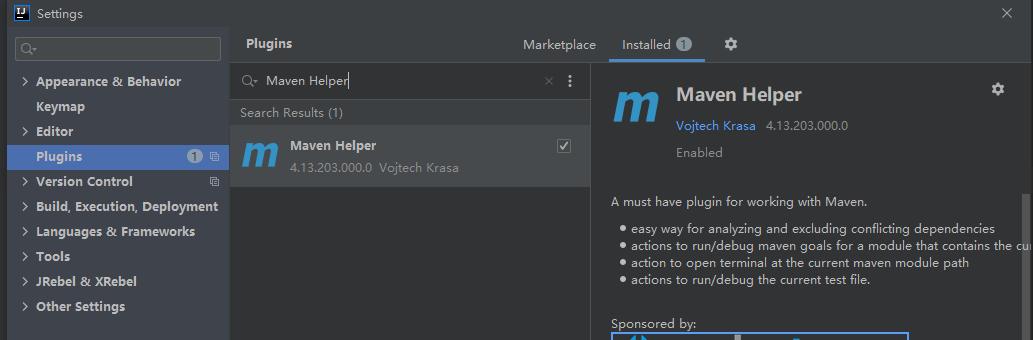 Settings
Plugins
Marketplace
Installed 1
Appearance & Behavior
Keymap
Editor
Plugins 1
Version Control
Build, Execution, Deployment
Languages & Frameworks
Tools
JRebel & XRebel
Other Settings
Maven Helper
Search Results (1)
Maven Helper
4.13.203.000.0 Vojtech Krasa
Maven Helper
Vojtech Krasa 4.13.203.000.0
Enabled
A must have plugin for working with Maven.
• easy way for analyzing and excluding conflicting dependencies
• actions to run/debug maven goals for a module that contains the cu
• action to open terminal at the current maven module path
• actions to run/debug the current test file.
Sponsored by: